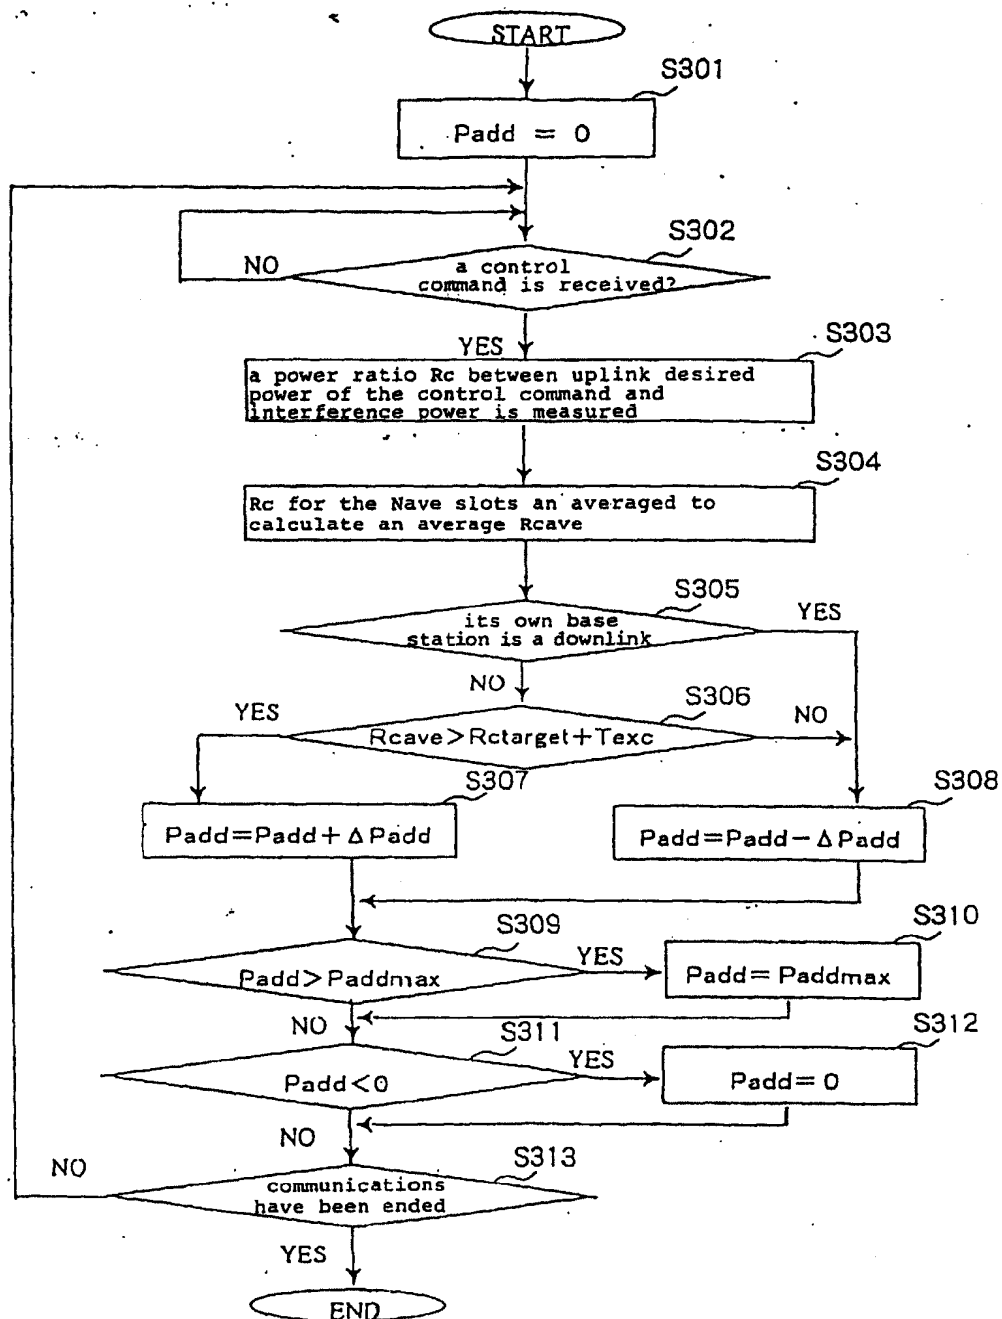 START
S301
Padd = 0
S302
NO
a control
command is received?
YES
S303
a power ratio Rc between uplink desired
power of the control command and
interference power is measured
S304
Rc for the Nave slots an averaged to
calculate an average Rcave
S305
its own base
station is a downlink
YES
NO
S306
YES
Rcave>Rctarget+Texc
NO
S307
Padd=Padd+ΔPadd
S308
Padd=Padd-ΔPadd
S309
Padd>Paddmax
YES
S310
Padd=Paddmax
NO
S311
Padd<0
YES
S312
Padd=0
NO
S313
NO
communications
have been ended
YES
END